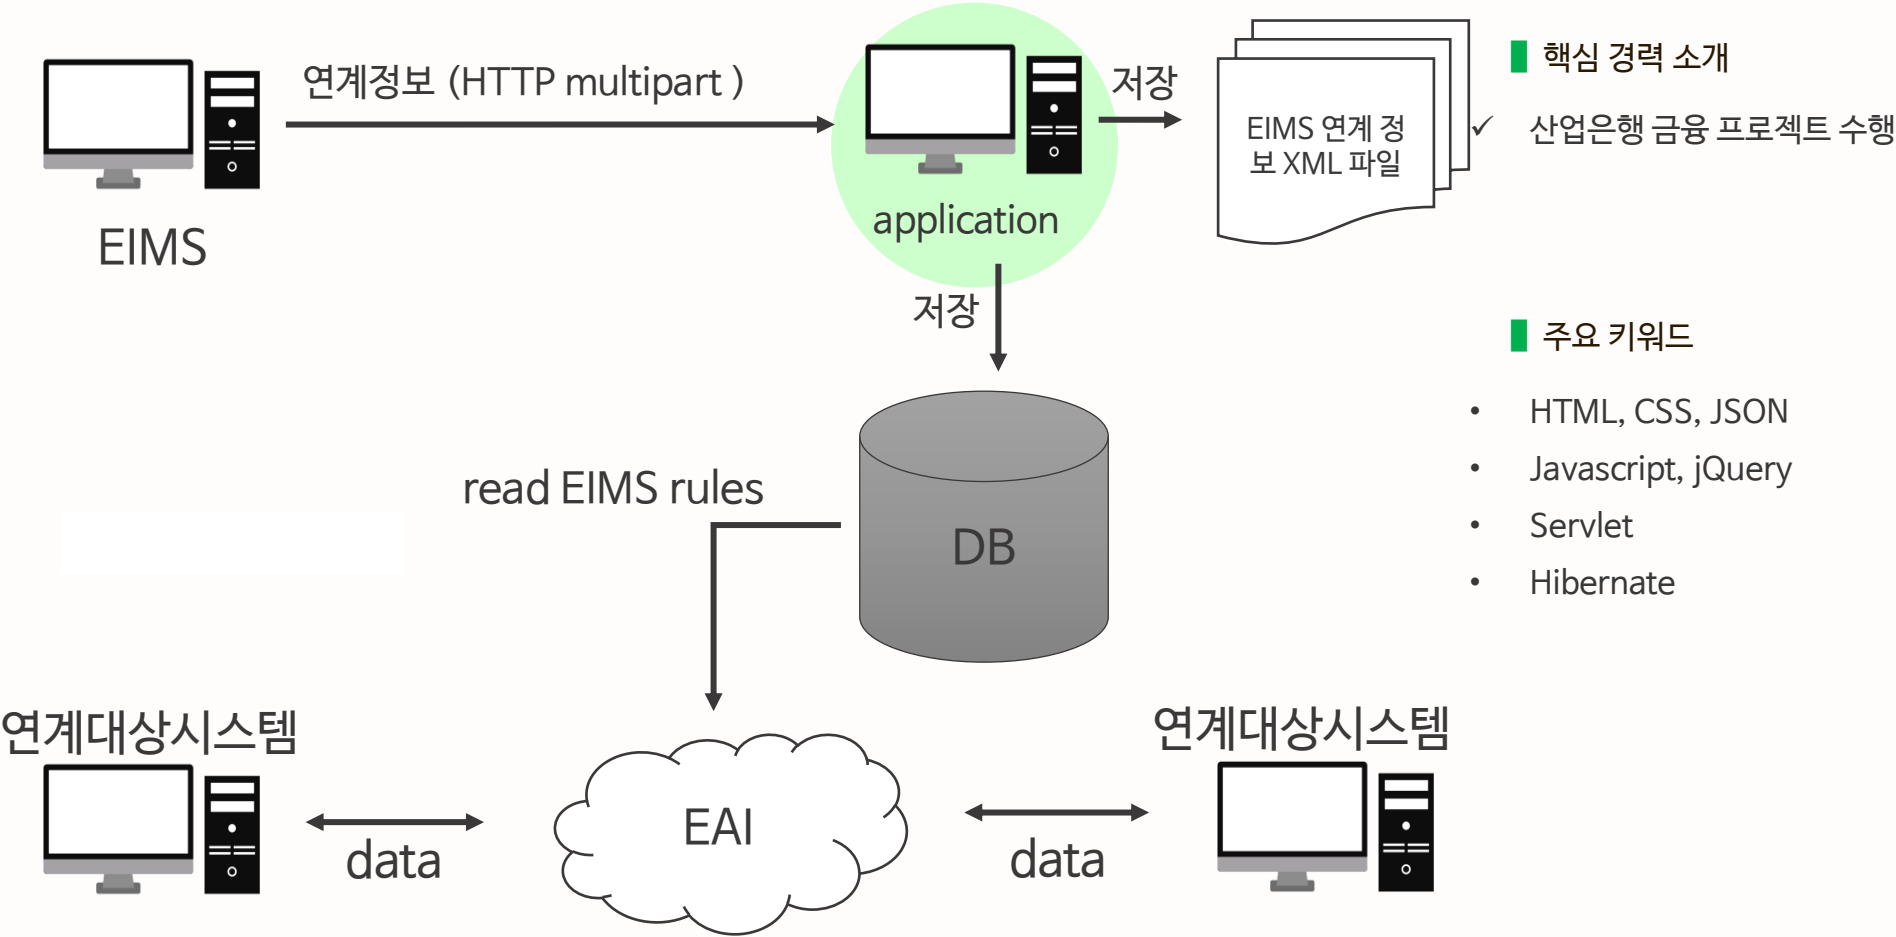 연계정보 (HTTP multipart )
EIMS
application
저장
EIMS 연계 정
보 XML 파일
저장
DB
read EIMS rules
연계대상시스템
data
EAI
data
연계대상시스템
핵심 경력 소개
✓ 산업은행 금융 프로젝트 수행
주요 키워드
• HTML, CSS, JSON
• Javascript, jQuery
• Servlet
• Hibernate